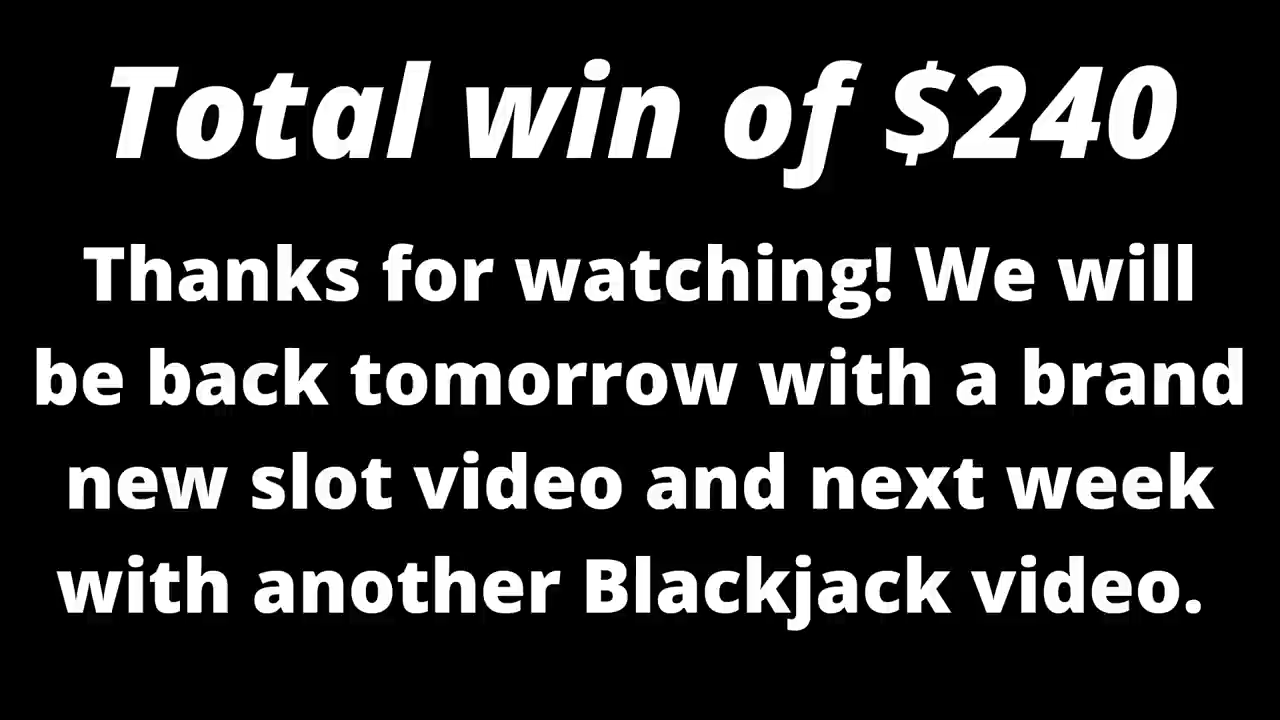 Total win of $240
Thanks for watching! We will
be back tomorrow with a brand
new slot video and next week
with another Blackjack video.